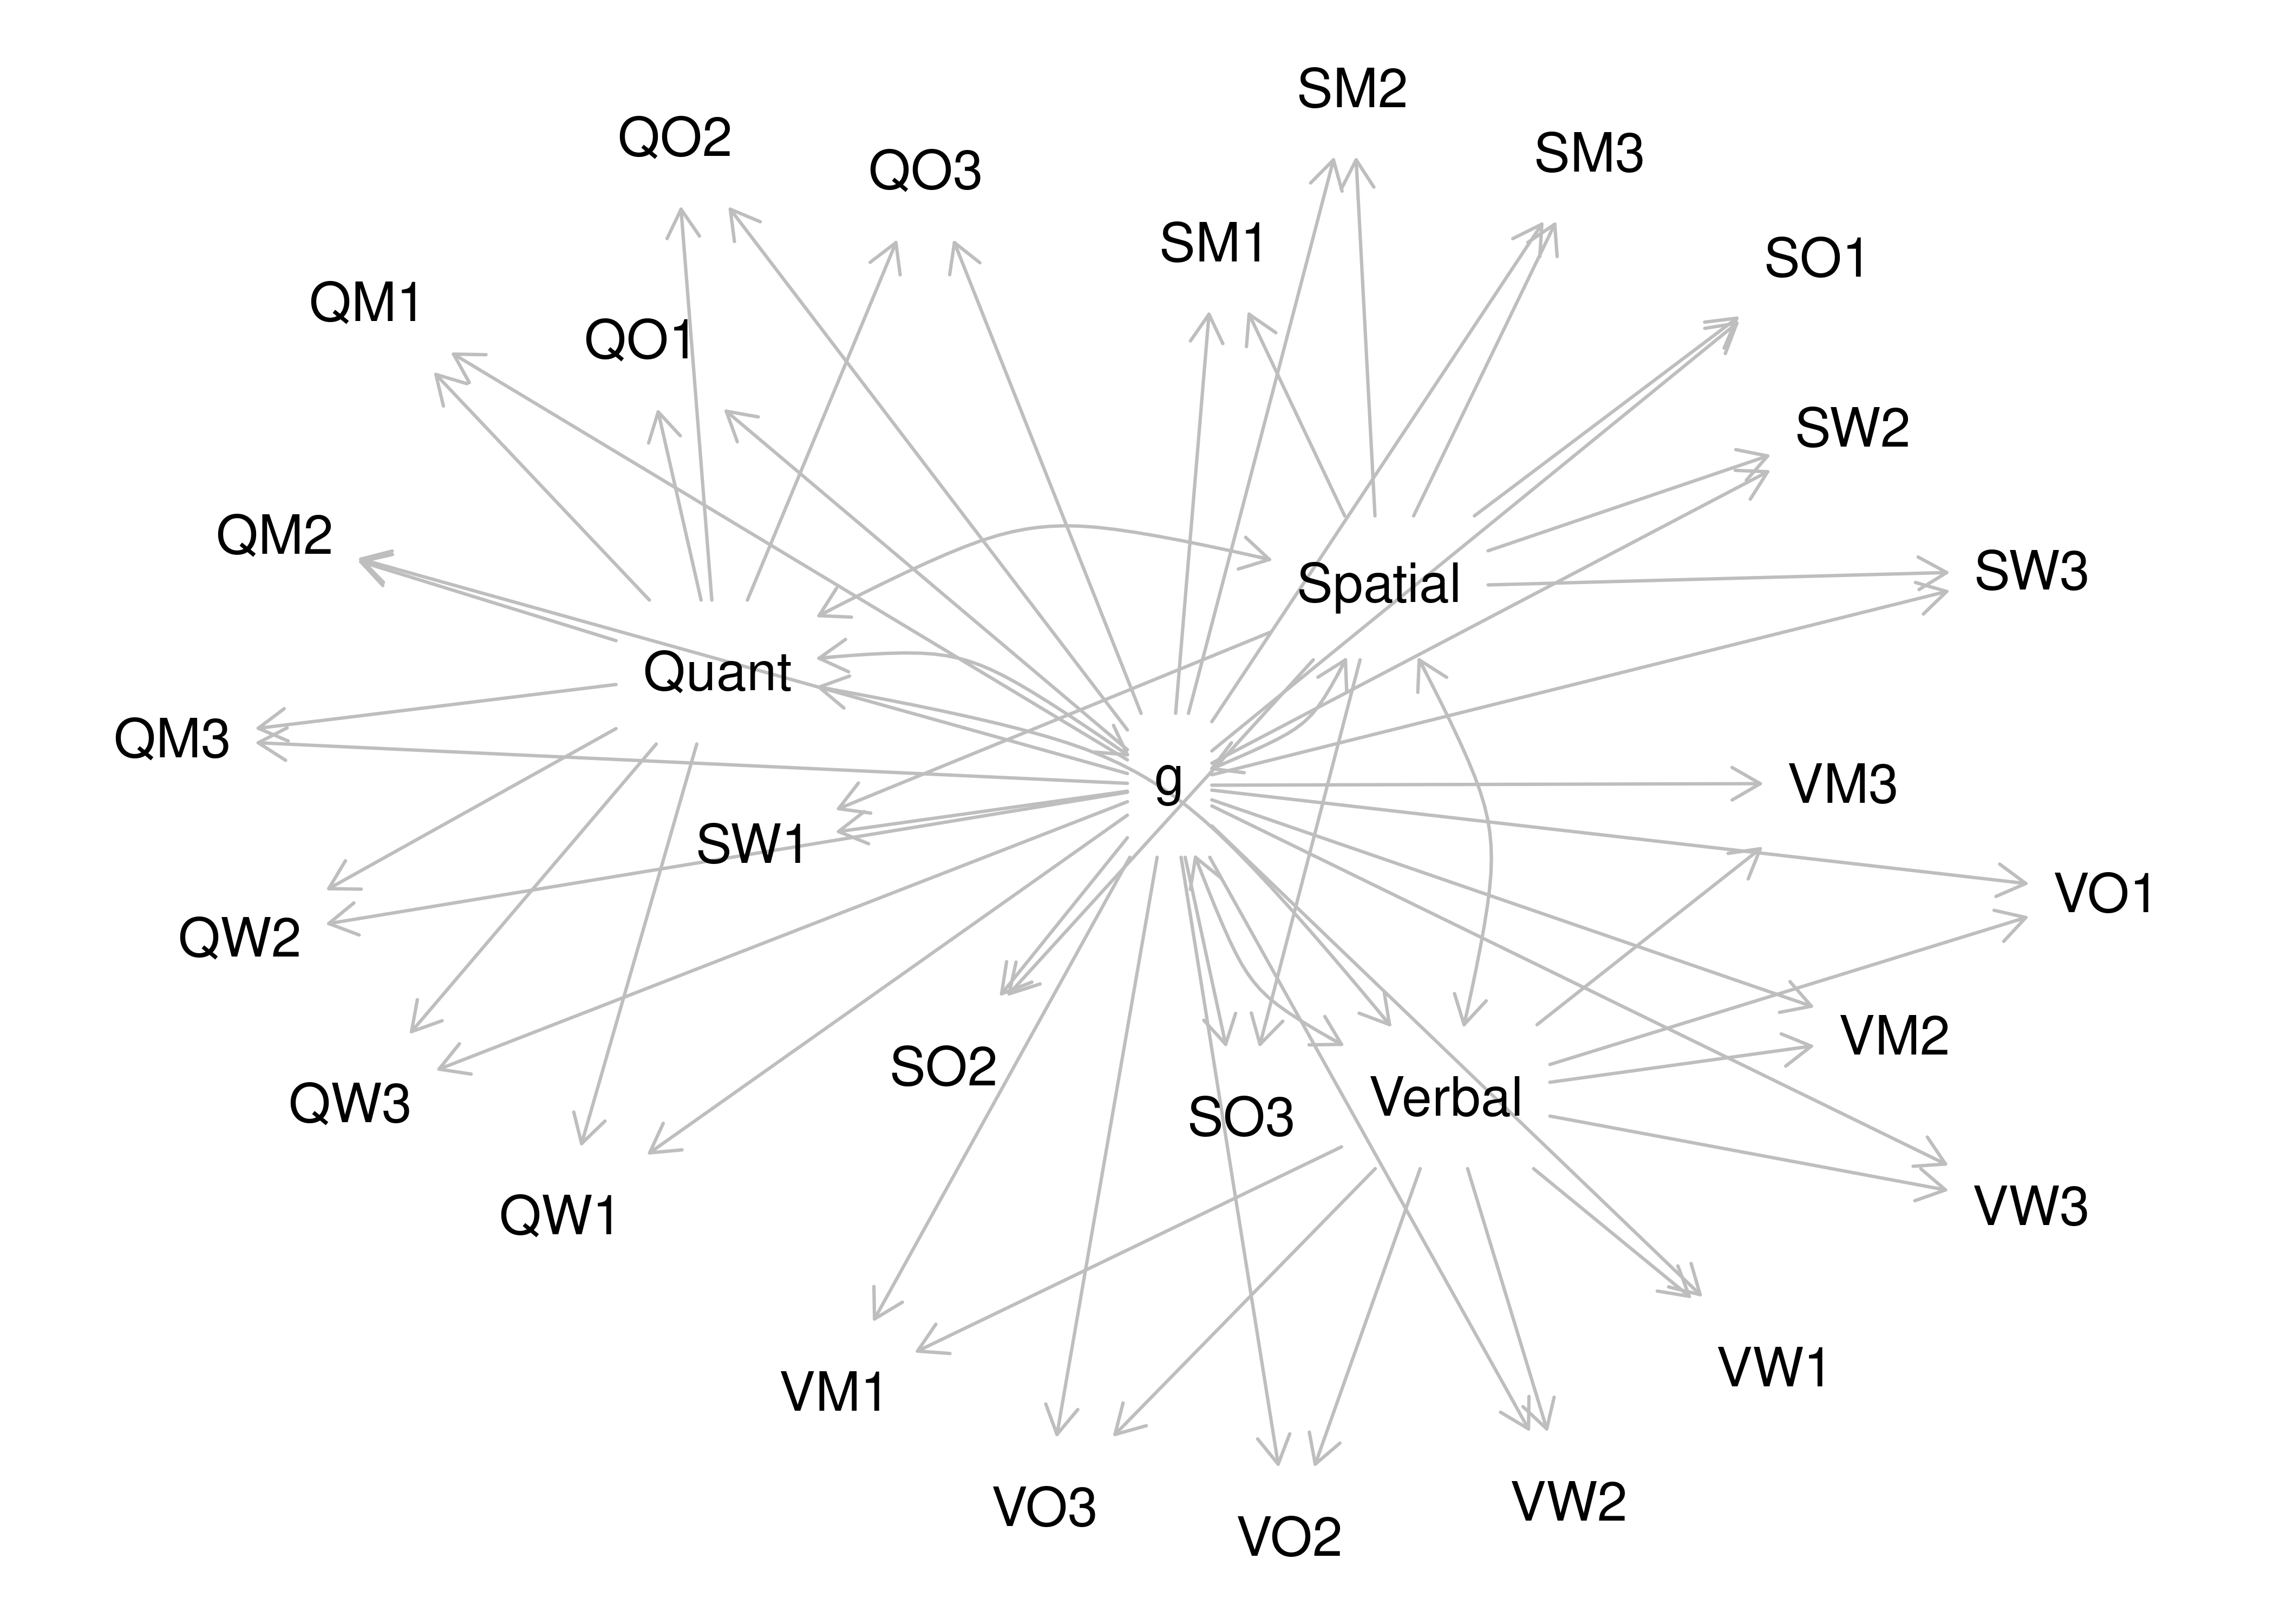 SM2
QO2
SM3
QO3
SM1
SO1
QM1
QO1
SW2
QM2
SW3
Spatial
Quant
QM3
g
VM3
SW1
VO1
QW2
VM2
SO2
Verbal
QW3
SO3
VW3
QW1
VW1
VM1
VW2
VO3
VO2